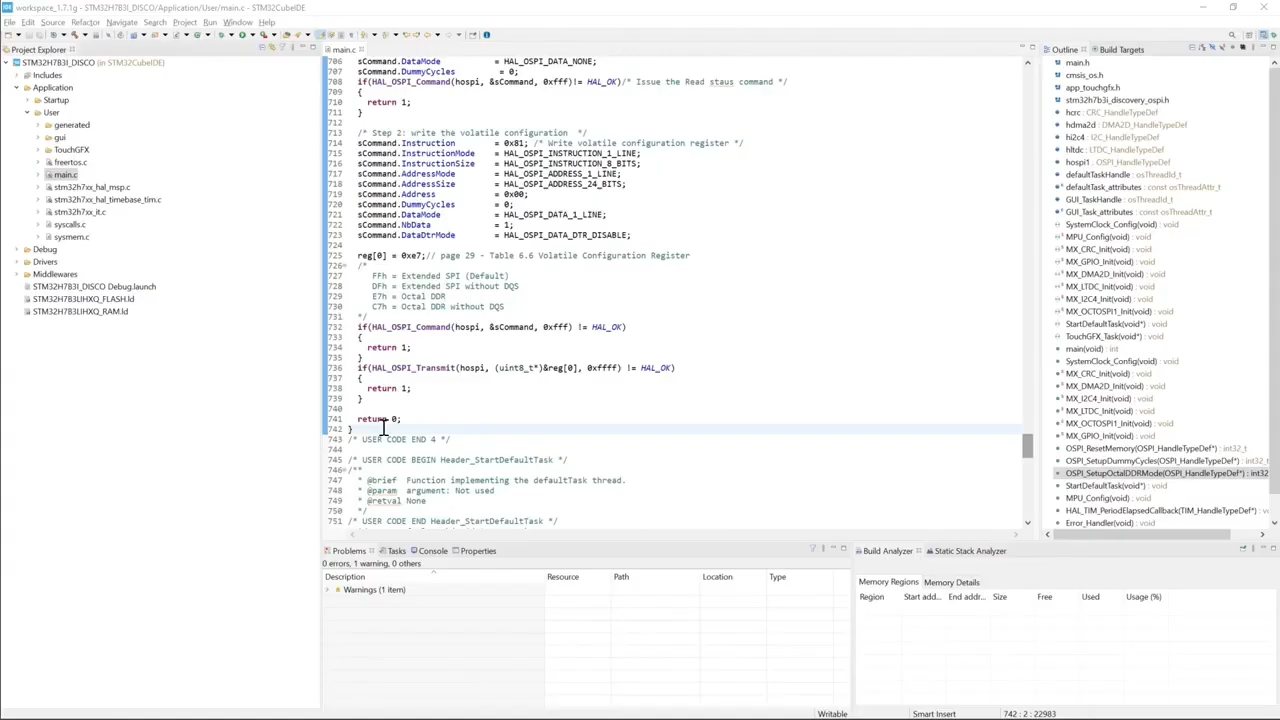 workspace_1.7.1g - STM32H7B3I_DISCO/Application/User/main.c - STM32CubeIDE
File Edit Source Refactor Navigate Search Project Run Window Help
Project Explorer
STM32H7B3I_DISCO (in STM32CubeIDE)
Includes
Application
Startup
User
generated
gui
TouchGFX
freertos.c
main.c
stm32h7xx_hal_msp.c
stm32h7xx_hal_timebase_tim.c
stm32h7xx_it.c
syscalls.c
sysmem.c
Debug
Drivers
Middlewares
STM32H7B3I_DISCO Debug.launch
STM32H7B3LIHXQ_FLASH.ld
STM32H7B3LIHXQ_RAM.ld
main.c
706 sCommand.DataMode = HAL_OSPI_DATA_NONE;
707 sCommand.DummyCycles = 0;
708 if(HAL_OSPI_Command(hospi, &sCommand, 0xfff)!= HAL_OK)/* Issue the Read staus command */
709 {
710 return 1;
711 }
712
713 /* Step 2: write the volatile configuration */
714 sCommand.Instruction = 0x81; /* Write volatile configuration register */
715 sCommand.InstructionMode = HAL_OSPI_INSTRUCTION_1_LINE;
716 sCommand.InstructionSize = HAL_OSPI_INSTRUCTION_8_BITS;
717 sCommand.AddressMode = HAL_OSPI_ADDRESS_1_LINE;
718 sCommand.AddressSize = HAL_OSPI_ADDRESS_24_BITS;
719 sCommand.Address = 0x00;
720 sCommand.DummyCycles = 0;
721 sCommand.DataMode = HAL_OSPI_DATA_1_LINE;
722 sCommand.NbData = 1;
723 sCommand.DataDtrMode = HAL_OSPI_DATA_DTR_DISABLE;
724
725 reg[0] = 0xe7;// page 29 - Table 6.6 Volatile Configuration Register
726 /*
727 FFh = Extended SPI (Default)
728 DFh = Extended SPI without DQS
729 E7h = Octal DDR
730 C7h = Octal DDR without DQS
731 */
732 if(HAL_OSPI_Command(hospi, &sCommand, 0xfff) != HAL_OK)
733 {
734 return 1;
735 }
736 if(HAL_OSPI_Transmit(hospi, (uint8_t*)&reg[0], 0xffff) != HAL_OK)
737 {
738 return 1;
739 }
740
741 return 0;
742 }
743 /* USER CODE END 4 */
744
745 /* USER CODE BEGIN Header_StartDefaultTask */
746 /**
747 * @brief Function implementing the defaultTask thread.
748 * @param argument: Not used
749 * @retval None
750 */
751 /* USER CODE END Header_StartDefaultTask */
Outline Build Targets
main.h
cmsis_os.h
app_touchgfx.h
stm32h7b3i_discovery_ospi.h
hcrc : CRC_HandleTypeDef
hdma2d : DMA2D_HandleTypeDef
hi2c4 : I2C_HandleTypeDef
hltdc : LTDC_HandleTypeDef
hospi1 : OSPI_HandleTypeDef
defaultTaskHandle : osThreadId_t
defaultTask_attributes : const osThreadAttr_t
GUI_TaskHandle : osThreadId_t
GUI_Task_attributes : const osThreadAttr_t
SystemClock_Config(void) : void
MPU_Config(void) : void
MX_CRC_Init(void) : void
MX_GPIO_Init(void) : void
MX_DMA2D_Init(void) : void
MX_LTDC_Init(void) : void
MX_I2C4_Init(void) : void
MX_OCTOSPI1_Init(void) : void
StartDefaultTask(void*) : void
TouchGFX_Task(void*) : void
main(void) : int
SystemClock_Config(void) : void
MX_CRC_Init(void) : void
MX_DMA2D_Init(void) : void
MX_I2C4_Init(void) : void
MX_LTDC_Init(void) : void
MX_OCTOSPI1_Init(void) : void
MX_GPIO_Init(void) : void
OSPI_ResetMemory(OSPI_HandleTypeDef*) : int32_t
OSPI_SetupDummyCycles(OSPI_HandleTypeDef*) : int32_t
OSPI_SetupOctalDDRMode(OSPI_HandleTypeDef*) : int32
StartDefaultTask(void*) : void
MPU_Config(void) : void
HAL_TIM_PeriodElapsedCallback(TIM_HandleTypeDef*) : vo
Error_Handler(void) : void
Problems Tasks Console Properties
0 errors, 1 warning, 0 others
Description Resource Path Location Type
Warnings (1 item)
Build Analyzer Static Stack Analyzer
Memory Regions Memory Details
Region Start add... End addr... Size Free Used Usage (%)
Writable Smart Insert 742 : 2 : 22983